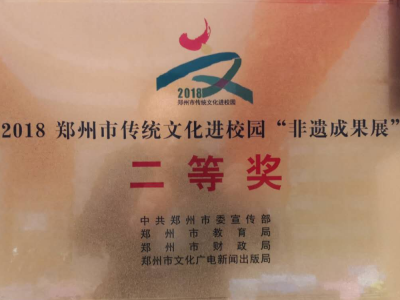 2018
郑州市传统文化进校园
2018 郑州市传统文化进校园“非遗成果展”
二等奖
中共郑州市委宣传部
郑州市教育局
郑州市财政局
郑州市文化广电新闻出版局